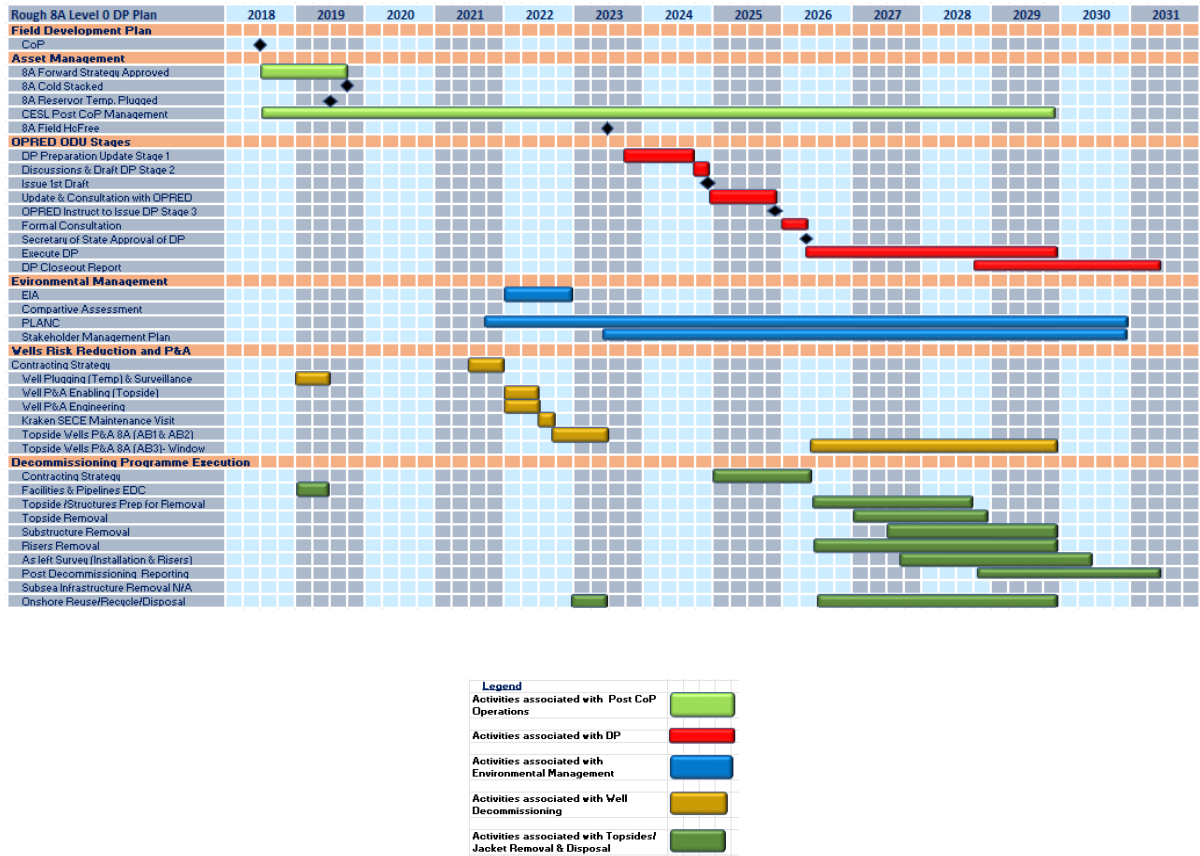 Rough 8A Level 0 DP Plan 2018 2019 2020 2021 2022 2023 2024 2025 2026 2027 2028 2029 2030 2031
Field Development Plan
CoP
Asset Management
8A Forward Strategy Approved
8A Cold Stacked
8A Reservor Temp. Plugged
CESL Post CoP Management
8A Field HcFree
OPRED ODU Stages
DP Preparation Update Stage 1
Discussions & Draft DP Stage 2
Issue 1st Draft
Update & Consultation with OPRED
OPRED Instruct to Issue DP Stage 3
Formal Consultation
Secretary of State Approval of DP
Execute DP
DP Closeout Report
Evironmental Management
EIA
Compartive Assessment
PLANC
Stakeholder Management Plan
Wells Risk Reduction and P&A
Contracting Strategy
Well Plugging (Temp) & Surveillance
Well P&A Enabling (Topside)
Well P&A Engineering
Kraken SECE Maintenance Visit
Topside Wells P&A 8A (AB1 & AB2)
Topside Wells P&A 8A (AB3)- Window
Decommissioning Programme Execution
Contracting Strategy
Facilities & Pipelines EDC
Topside /Structures Prep for Removal
Topside Removal
Substructure Removal
Risers Removal
As left Survey (Installation & Risers)
Post Decommissioning Reporting
Subsea Infrastructure Removal N/A
Onshore Reuse/Recycle/Disposal
Legend
Activities associated with Post CoP
Operations
Activities associated with DP
Activities associated with
Environmental Management
Activities associated with Well
Decommissioning
Activities associated with Topsides/
Jacket Removal & Disposal